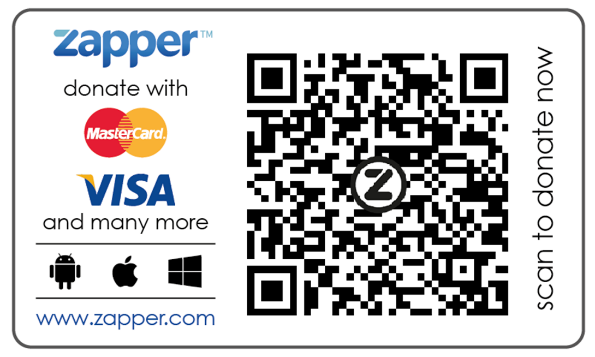 zapper™
donate with
MasterCard
VISA
and many more
www.zapper.com
Z
scan to donate now